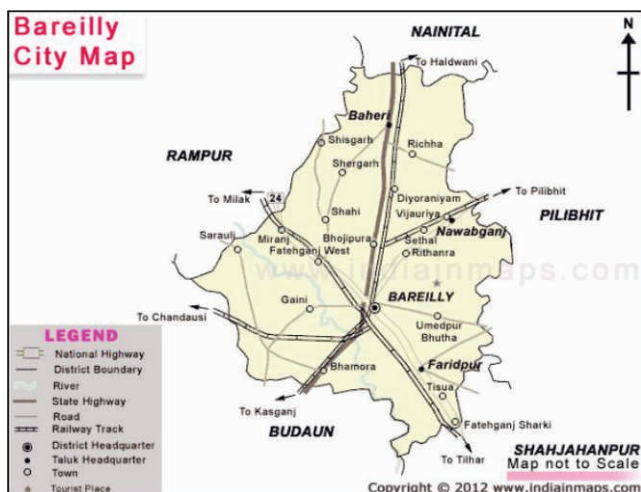 Bareilly
City Map
NAINITAL
N
To Haldwani
Baheri
Shisgarh
Richha
RAMPUR
Shergarh
To Milak
24
Diyoraniyam
To Pilibhit
Shahi
Vijauriya
PILIBHIT
Nawabganj
Sarauli
Miranj
Bhojipura
Sethal
Fatehganj West
Rithanra
www.indiainmaps.com
BAREILLY
Gaini
To Chandausi
Umedpur
Bhutha
LEGEND
National Highway
District Boundary
River
State Highway
Road
Railway Track
District Headquarter
Taluk Headquarter
Town
Tourist Place
Bhamora
Faridpur
Tisua
To Kasganj
BUDAUN
Fatehganj Sharki
To Tilhar
SHAHJAHANPUR
Map not to Scale
Copyright © 2012 www.indiainmaps.com